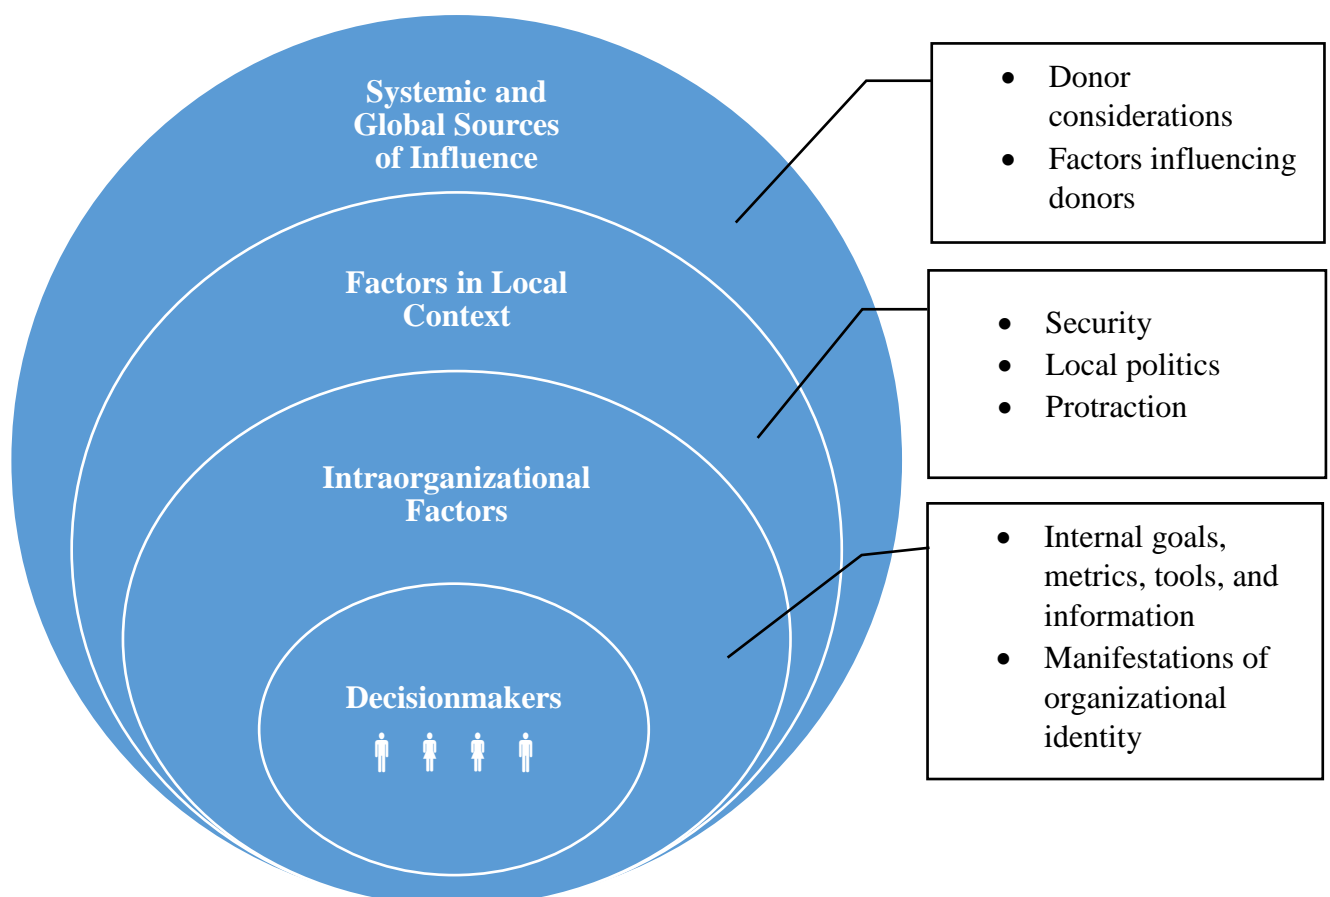 Systemic and
Global Sources
of Influence
Factors in Local
Context
Intraorganizational
Factors
Decisionmakers
• Donor
considerations
• Factors influencing
donors
• Security
• Local politics
• Protraction
• Internal goals,
metrics, tools, and
information
• Manifestations of
organizational
identity